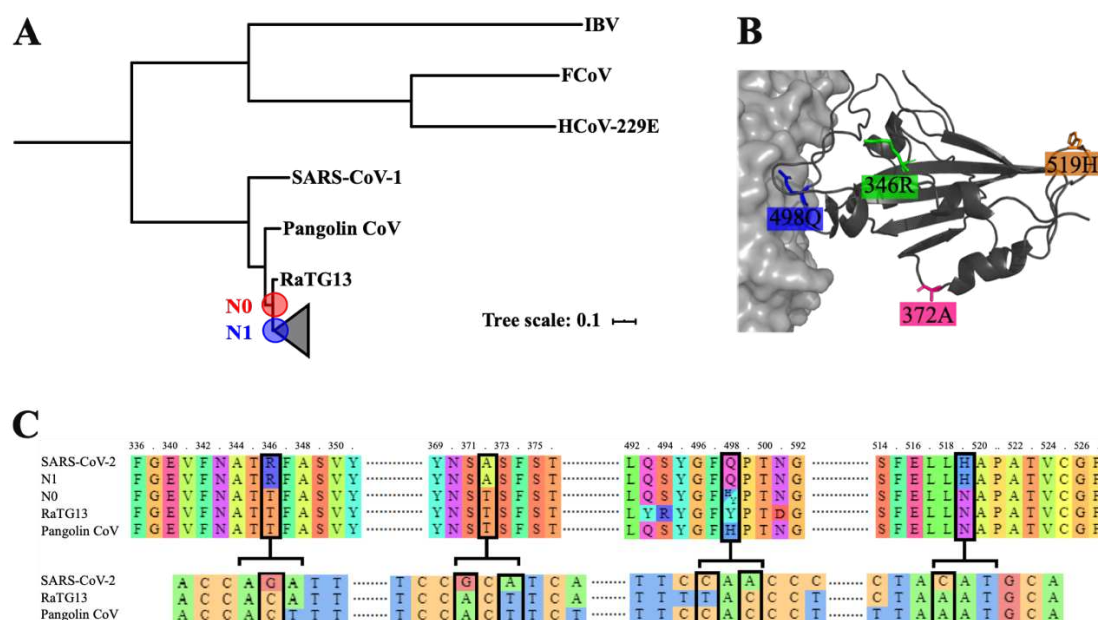 A
B
IBV
FCoV
HCoV-229E
SARS-CoV-1
Pangolin CoV
RaTG13
N0
N1
Tree scale: 0.1
346R
519H
498Q
372A
C
336 . 340 . 342 . 344 . 346 . 348 . 350 . 369 . 371 . 373 . 375 . 492 . 494 . 496 . 498 . 500 . 592 514 . 516 . 518 . 520 . 522 . 524 . 526
SARS-CoV-2 F G E V F N A T R F A S V Y Y N S A S F S T L Q S Y G F Q P T N G S F E L L H A P A T V C G F
N1 F G E V F N A T R F A S V Y Y N S A S F S T L Q S Y G F Q P T N G S F E L L H A P A T V C G F
N0 F G E V F N A T T F A S V Y Y N S T S F S T L Q S Y G F H P T N G S F E L L N A P A T V C G F
RaTG13 F G E V F N A T T F A S V Y Y N S T S F S T L Y R Y G F Y P T D G S F E L L N A P A T V C G F
Pangolin CoV F G E V F N A T T F A S V Y Y N S T S F S T L Q S Y G F H P T N G S F E L L N A P A T V C G F
SARS-CoV-2 A C C A G A T T T C C G C A T C A T T C C A A C C C C T A C A T G C A
RaTG13 A C C A C A T T T C C A C T T C A T T T T A C C C T C T A A A T G C A
Pangolin CoV A C C A C T T T T C C A C T T C T T T C C A C C C T T T A A A T G C A